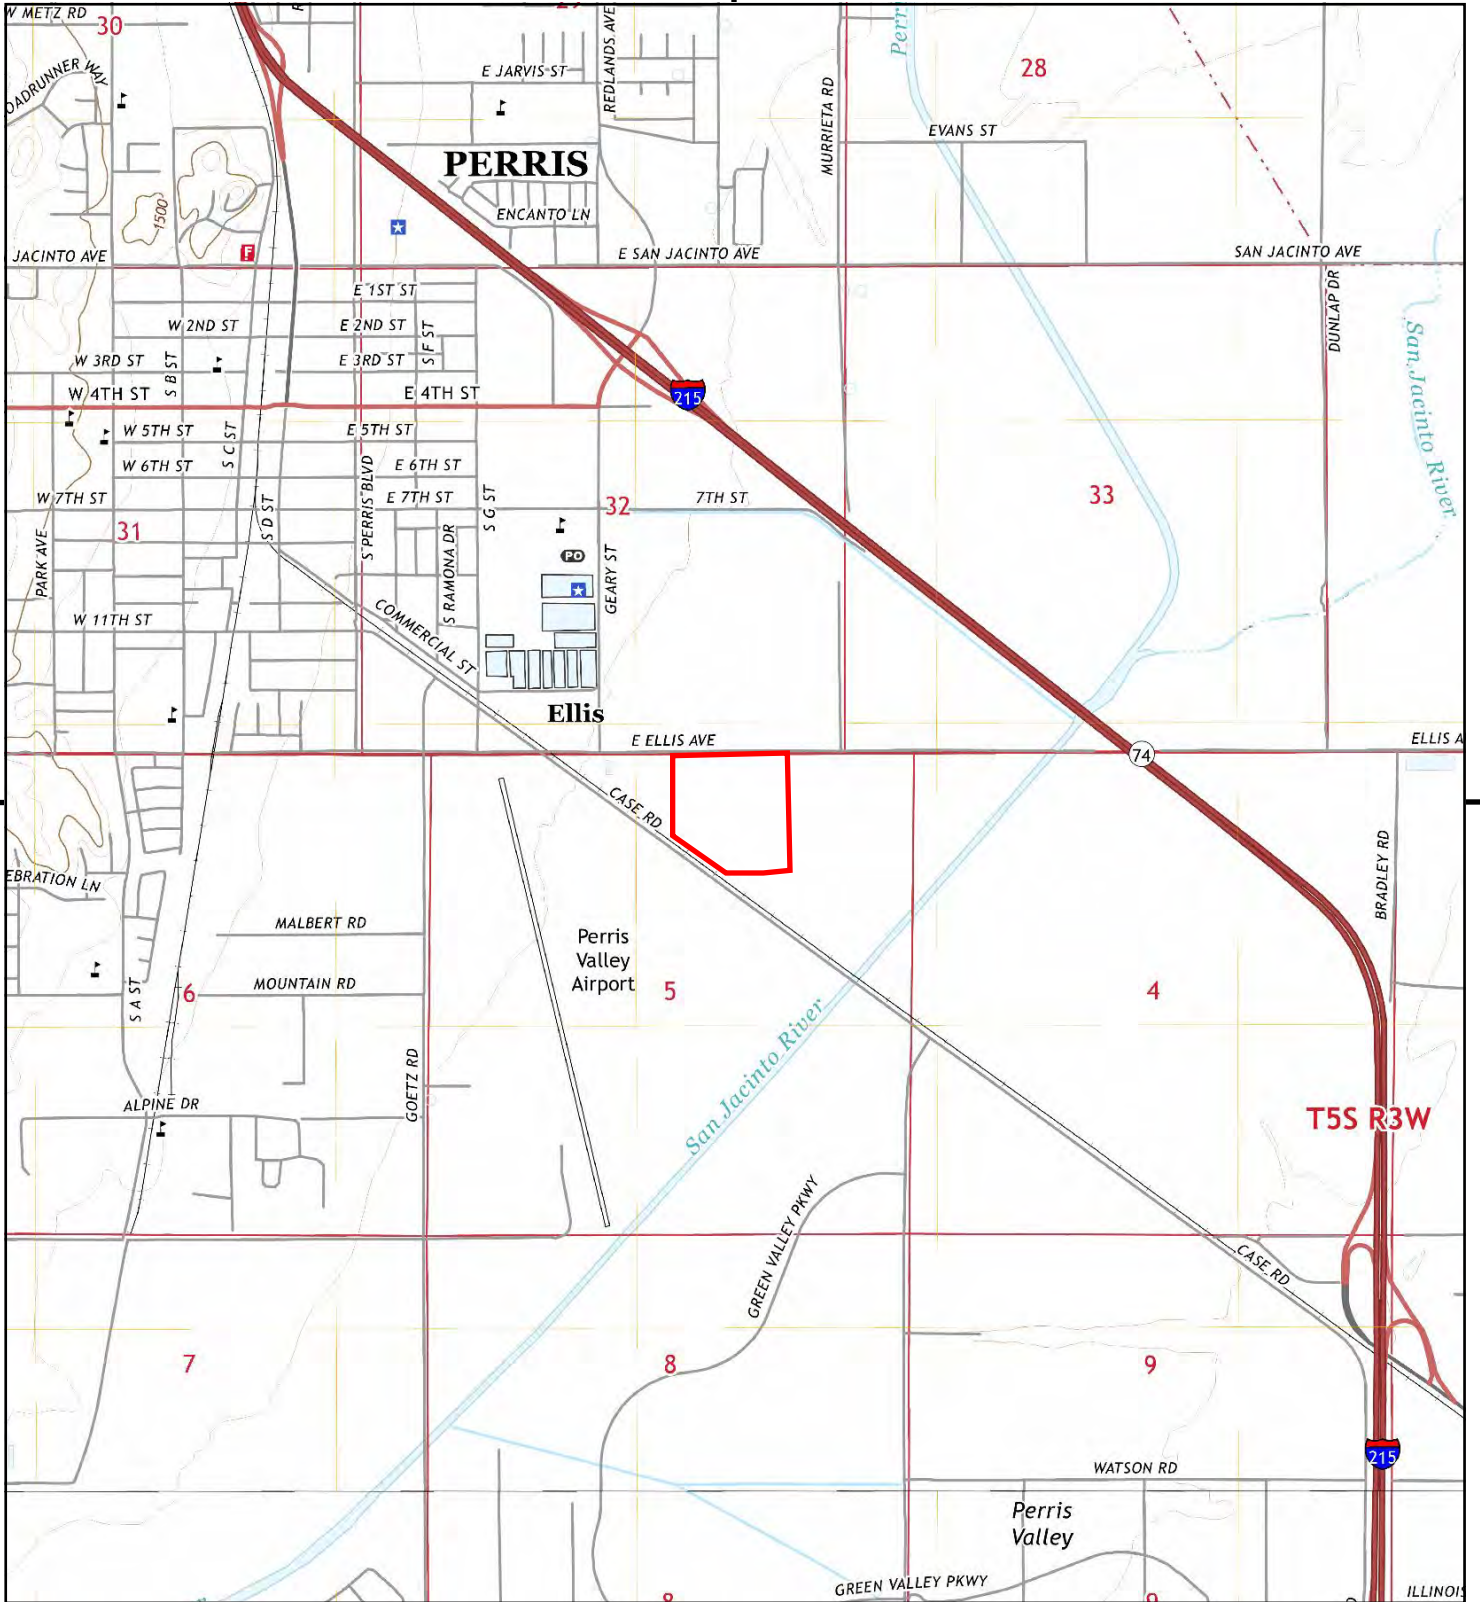 W METZ RD
30
E JARVIS ST
REDLANDS AVE
28
OADRUNNER WAY
MURRIETA RD
EVANS ST
PERRIS
1500
ENCANTO LN
F
JACINTO AVE
E SAN JACINTO AVE
SAN JACINTO AVE
E 1ST ST
DUNLAP DR
W 2ND ST
E 2ND ST
S F ST
San Jacinto River
W 3RD ST
S B ST
E 3RD ST
W 4TH ST
E 4TH ST
215
W 5TH ST
S C ST
E 5TH ST
W 6TH ST
E 6TH ST
W 7TH ST
S D ST
S PERRIS BLVD
E 7TH ST
S G ST
32
7TH ST
33
31
PARK AVE
S RAMONA DR
PO
GEARY ST
W 11TH ST
COMMERCIAL ST
Ellis
E ELLIS AVE
74
ELLIS A
CASE RD
BRADLEY RD
EBRATION LN
MALBERT RD
Perris
Valley
Airport
S A ST
6
MOUNTAIN RD
5
4
San Jacinto River
GOETZ RD
ALPINE DR
T5S R3W
GREEN VALLEY PKWY
CASE RD
7
8
9
215
WATSON RD
Perris
Valley
GREEN VALLEY PKWY
ILLINOIS